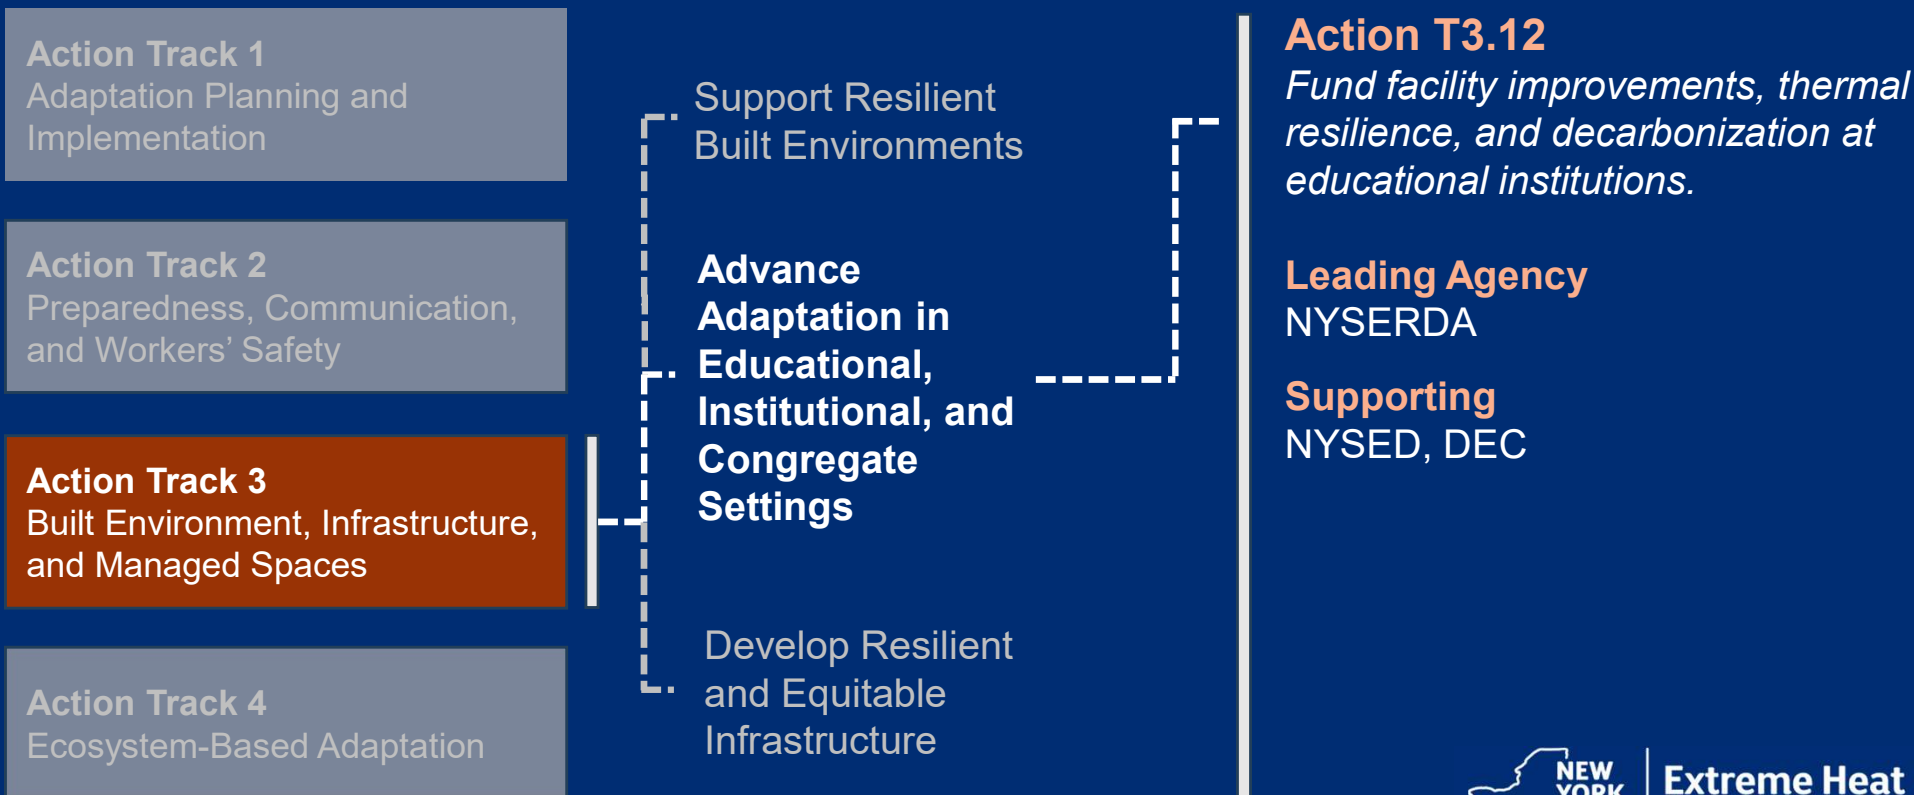 Action Track 1
Adaptation Planning and
Implementation
Action Track 2
Preparedness, Communication,
and Workers' Safety
Action Track 3
Built Environment, Infrastructure,
and Managed Spaces
Action Track 4
Ecosystem-Based Adaptation
Support Resilient
Built Environments
Advance
Adaptation in
Educational,
Institutional, and
Congregate
Settings
Develop Resilient
and Equitable
Infrastructure
Action T3.12
Fund facility improvements, thermal
resilience, and decarbonization at
educational institutions.
Leading Agency
NYSERDA
Supporting
NYSED, DEC
NEW
YORK
Extreme Heat